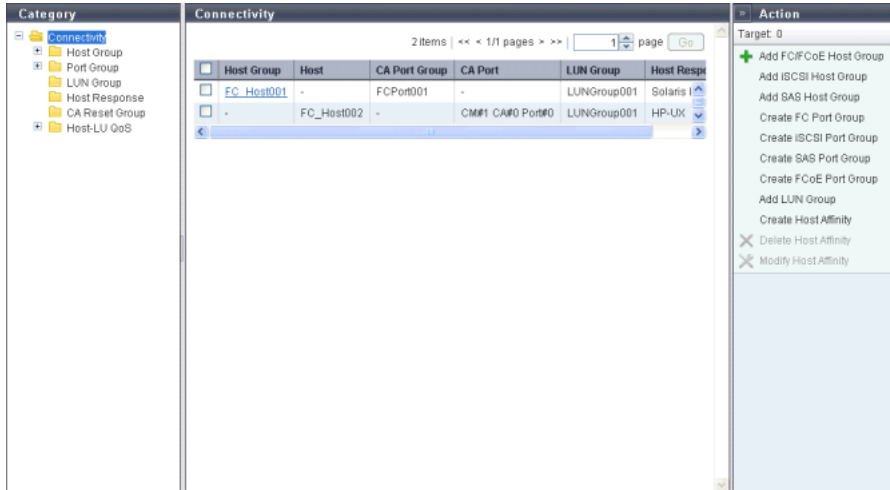 Category
Connectivity
Host Group
Port Group
LUN Group
Host Response
CA Reset Group
Host-LU QoS
Connectivity
2 items | << < 1/1 pages > >> | 1 page Go
Host Group Host CA Port Group CA Port LUN Group Host Respo
FC_Host001 - FCPort001 - LUNGroup001 Solaris
- FC_Host002 - CM#1 CA#0 Port#0 LUNGroup001 HP-UX
» Action
Target: 0
Add FC/FCoE Host Group
Add iSCSI Host Group
Add SAS Host Group
Create FC Port Group
Create iSCSI Port Group
Create SAS Port Group
Create FCoE Port Group
Add LUN Group
Create Host Affinity
Delete Host Affinity
Modify Host Affinity